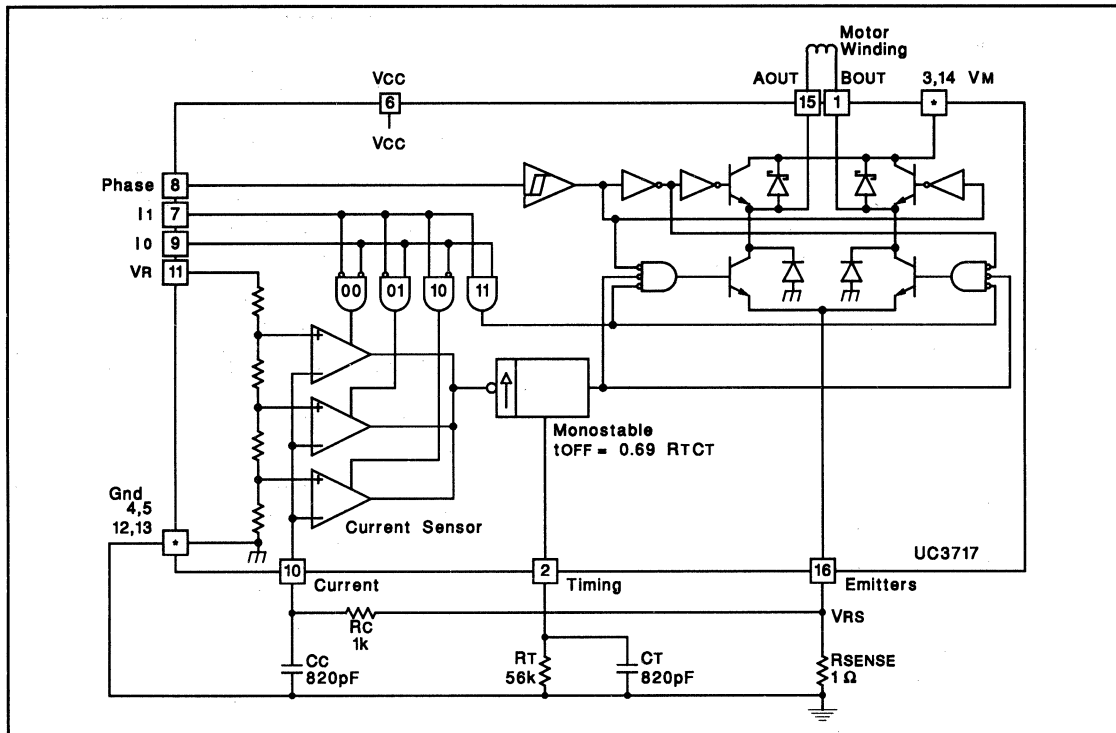 Motor
Winding
AOUT
BOUT
3,14 VM
VCC
6
VCC
15
1
*
Phase
8
I1
7
I0
9
VR
11
00
01
10
11
Monostable
tOFF = 0.69 RTCT
Current Sensor
Gnd
4,5
12,13
*
UC3717
10
Current
2
Timing
16
Emitters
RC
1k
VRS
CC
820pF
RT
56k
CT
820pF
RSENSE
1Ω